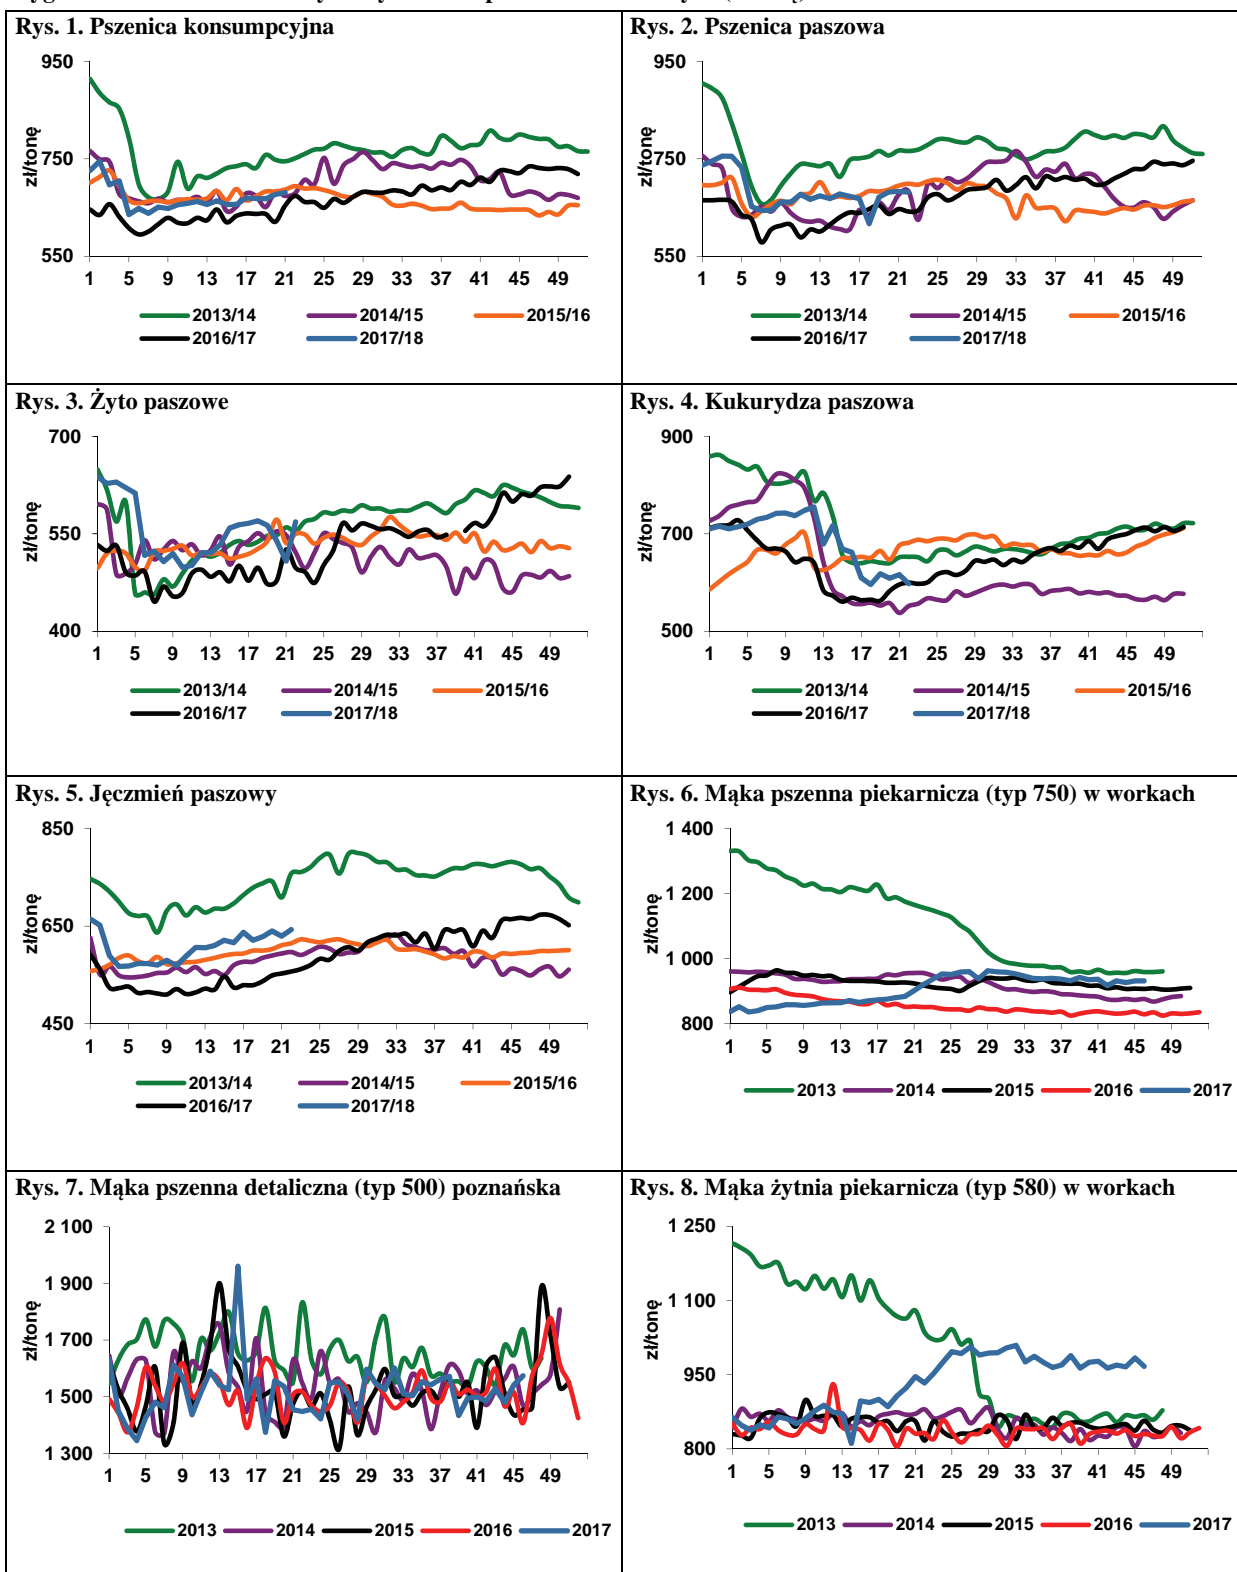 Rys. 1. Pszenica konsumpcyjna
950
750
550
zł/tonę
1 5 9 13 17 21 25 29 33 37 41 45 49
2013/14 2014/15 2015/16
2016/17 2017/18
Rys. 2. Pszenica paszowa
950
750
550
zł/tonę
1 5 9 13 17 21 25 29 33 37 41 45 49
2013/14 2014/15 2015/16
2016/17 2017/18
Rys. 3. Żyto paszowe
700
550
400
zł/tonę
1 5 9 13 17 21 25 29 33 37 41 45 49
2013/14 2014/15 2015/16
2016/17 2017/18
Rys. 4. Kukurydza paszowa
900
700
500
zł/tonę
1 5 9 13 17 21 25 29 33 37 41 45 49
2013/14 2014/15 2015/16
2016/17 2017/18
Rys. 5. Jęczmień paszowy
850
650
450
zł/tonę
1 5 9 13 17 21 25 29 33 37 41 45 49
2013/14 2014/15 2015/16
2016/17 2017/18
Rys. 6. Mąka pszenna piekarnicza (typ 750) w workach
1 400
1 200
1 000
800
zł/tonę
1 5 9 13 17 21 25 29 33 37 41 45 49
2013 2014 2015 2016 2017
Rys. 7. Mąka pszenna detaliczna (typ 500) poznańska
2 100
1 900
1 700
1 500
1 300
zł/tonę
1 5 9 13 17 21 25 29 33 37 41 45 49
2013 2014 2015 2016 2017
Rys. 8. Mąka żytnia piekarnicza (typ 580) w workach
1 250
1 100
950
800
zł/tonę
1 5 9 13 17 21 25 29 33 37 41 45 49
2013 2014 2015 2016 2017